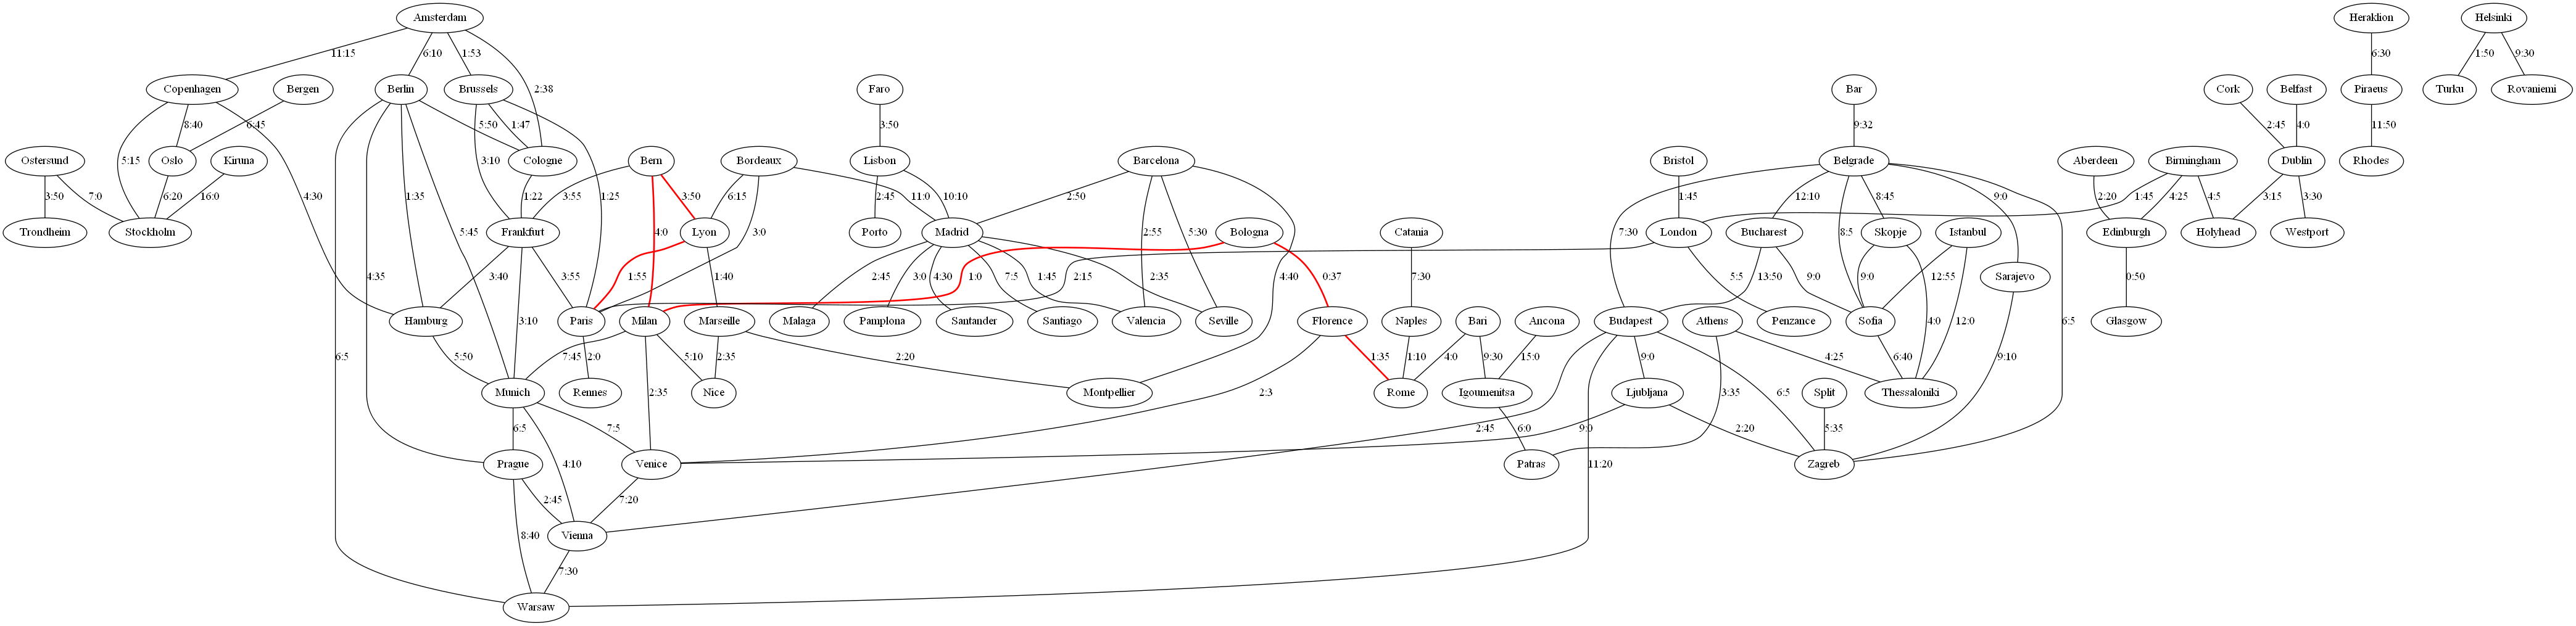 Amsterdam
Heraklion
Helsinki
11:15
6:10
1:53
6:30
1:50
9:30
Copenhagen
Bergen
Berlin
Brussels
2:38
Faro
Bar
Cork
Belfast
Piraeus
Turku
Rovaniemi
8:40
6:45
5:50
1:47
3:50
9:32
2:45
4:0
11:50
Ostersund
5:15
Oslo
Kiruna
3:10
Cologne
Bern
Bordeaux
Lisbon
Barcelona
Bristol
Belgrade
Aberdeen
Birmingham
Dublin
Rhodes
3:50
7:0
6:20
16:0
4:30
1:35
1:22
3:55
3:50
1:25
6:15
11:0
2:45
10:10
2:50
1:45
12:10
8:45
9:0
2:20
1:45
4:25
4:5
3:15
3:30
Trondheim
Stockholm
5:45
Frankfurt
4:0
Lyon
Porto
Madrid
2:55
5:30
Bologna
Catania
7:30
London
Bucharest
8:5
Skopje
Istanbul
Edinburgh
Holyhead
Westport
4:35
3:40
3:55
1:55
1:40
3:0
2:45
3:0
4:30
1:0
7:5
1:45
2:15
2:35
4:40
0:37
7:30
5:5
13:50
9:0
9:0
12:55
Sarajevo
0:50
Hamburg
3:10
Paris
Milan
Marseille
Malaga
Pamplona
Santander
Santiago
Valencia
Seville
Florence
Naples
Bari
Ancona
Budapest
Athens
Penzance
Sofia
4:0
12:0
6:5
Glasgow
6:5
5:50
7:45
2:0
5:10
2:35
2:20
1:35
1:10
4:0
9:30
15:0
9:0
4:25
6:40
9:10
Munich
Rennes
2:35
Nice
Montpellier
2:3
Rome
Igoumenitsa
Ljubljana
3:35
6:5
Split
Thessaloniki
6:5
7:5
2:45
6:0
9:0
2:20
5:35
Prague
4:10
Venice
Patras
11:20
Zagreb
2:45
7:20
8:40
Vienna
7:30
Warsaw